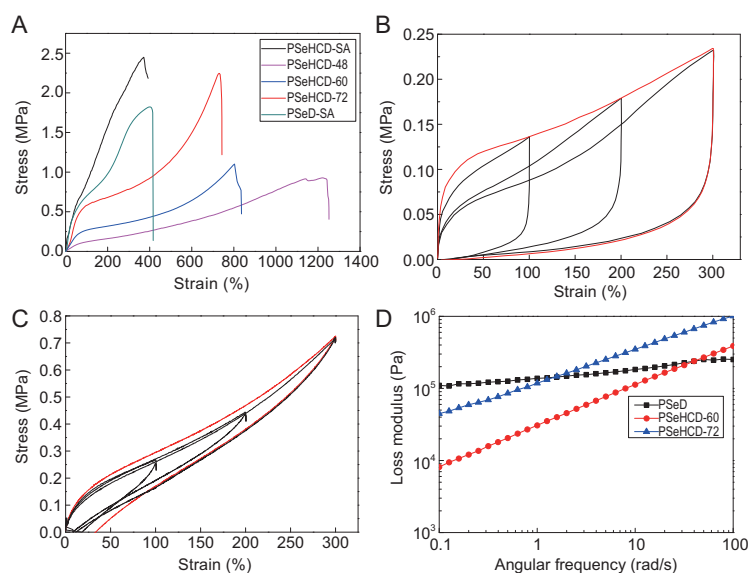 A
B
PSeHCD-SA
PSeHCD-48
PSeHCD-60
PSeHCD-72
PSeD-SA
Stress (MPa)
2.5
2.0
1.5
1.0
0.5
0.0
0 200 400 600 800 1000 1200 1400
Strain (%)
Stress (MPa)
0.25
0.20
0.15
0.10
0.05
0.00
0 50 100 150 200 250 300
Strain (%)
C
D
Stress (MPa)
0.8
0.7
0.6
0.5
0.4
0.3
0.2
0.1
0.0
0 50 100 150 200 250 300
Strain (%)
Loss modulus (Pa)
10⁶
10⁵
10⁴
10³
PSeD
PSeHCD-60
PSeHCD-72
0.1 1 10 100
Angular frequency (rad/s)